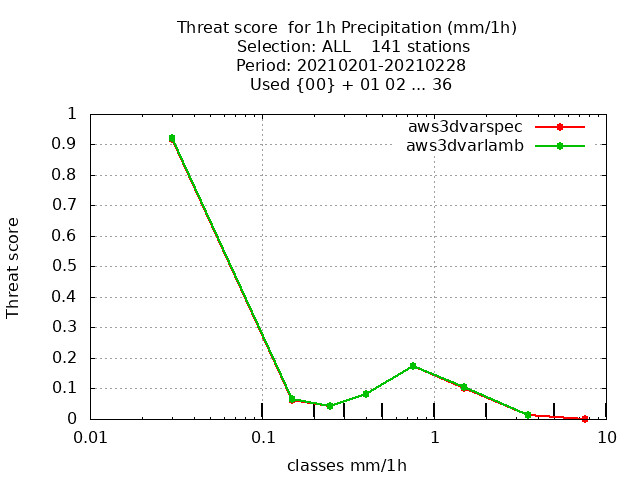 Threat score  for 1h Precipitation (mm/1h)
Selection: ALL    141 stations
Period: 20210201-20210228
Used {00} + 01 02 ... 36
aws3dvarspec
aws3dvarlamb
Threat score
1
0.9
0.8
0.7
0.6
0.5
0.4
0.3
0.2
0.1
0
0.01
0.1
1
10
classes mm/1h